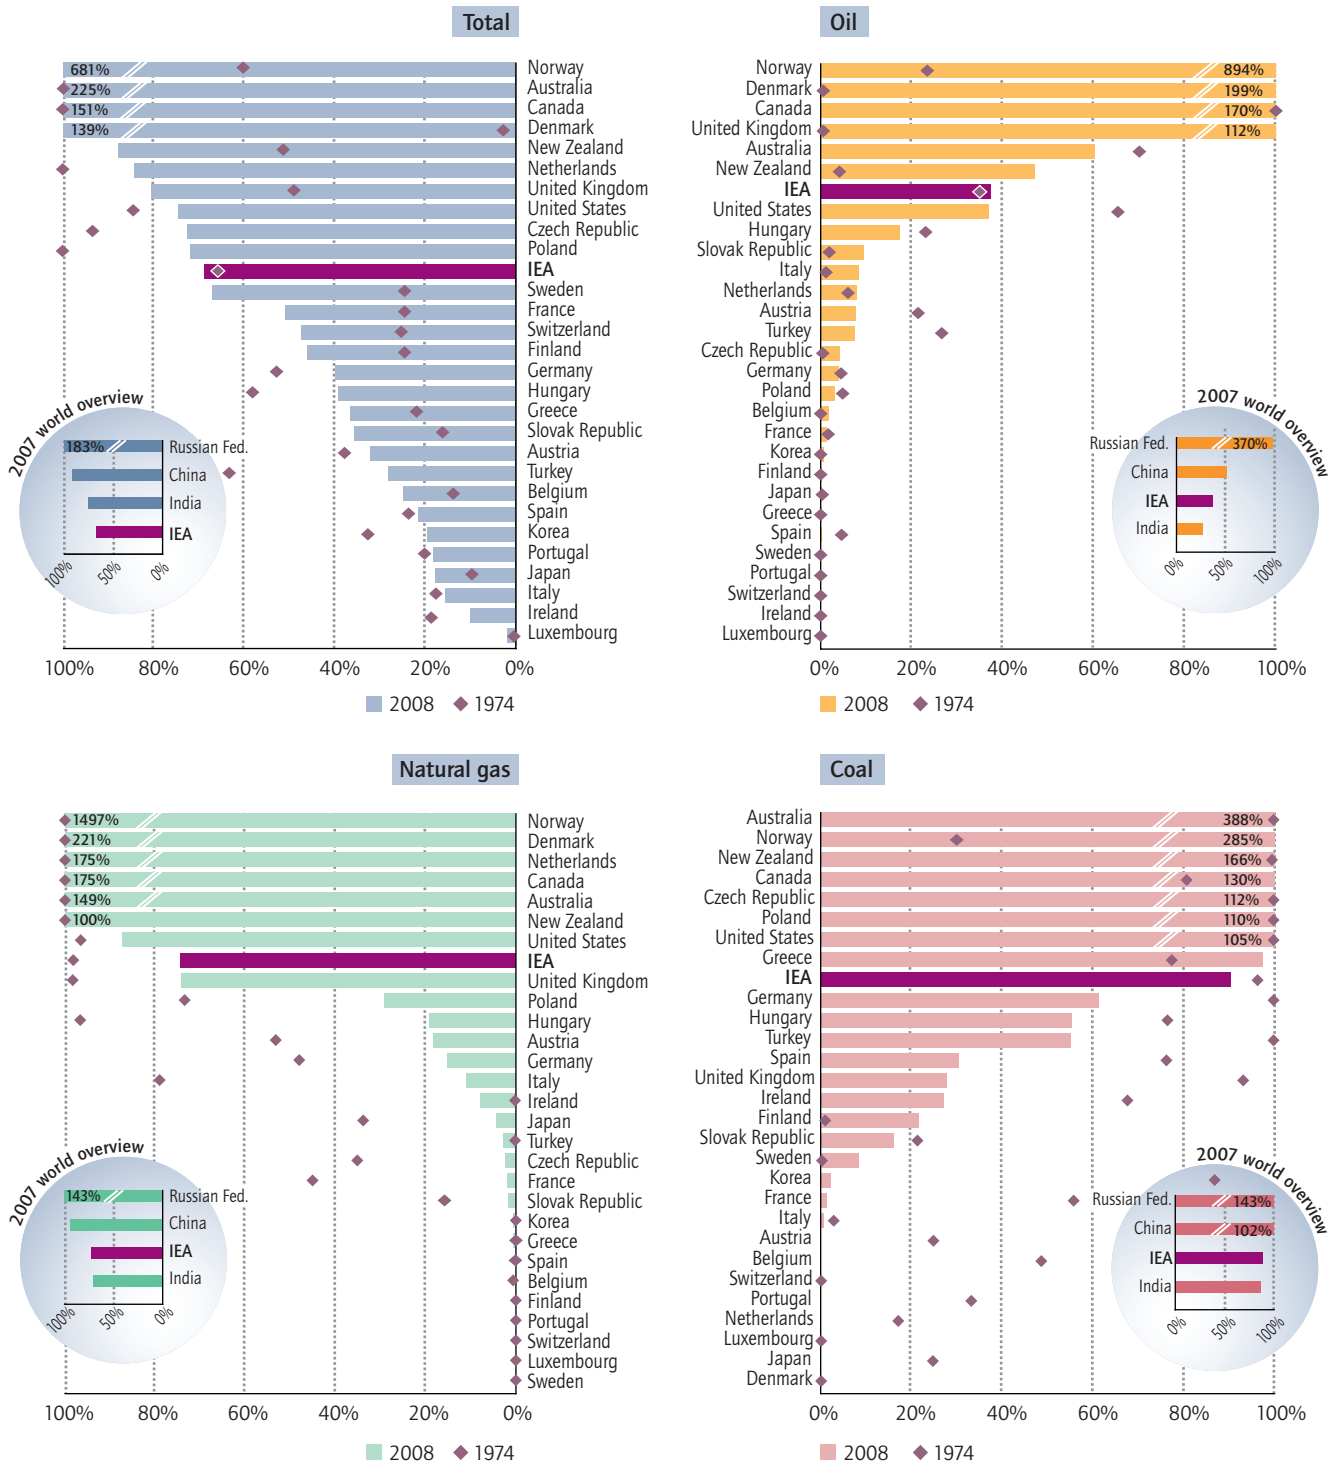 Total
681%
Norway
225%
Australia
151%
Canada
139%
Denmark
New Zealand
Netherlands
United Kingdom
United States
Czech Republic
Poland
IEA
Sweden
France
Switzerland
Finland
Germany
Hungary
Greece
Slovak Republic
Austria
Turkey
Belgium
Spain
Korea
Portugal
Japan
Italy
Ireland
Luxembourg
100% 80% 60% 40% 20% 0%
2008 1974
2007 world overview
183% Russian Fed.
China
India
IEA
100% 50% 0%
Oil
Norway 894%
Denmark 199%
Canada 170%
United Kingdom 112%
Australia
New Zealand
IEA
United States
Hungary
Slovak Republic
Italy
Netherlands
Austria
Turkey
Czech Republic
Germany
Poland
Belgium
France
Korea
Finland
Japan
Greece
Spain
Sweden
Portugal
Switzerland
Ireland
Luxembourg
0% 20% 40% 60% 80% 100%
2008 1974
2007 world overview
Russian Fed. 370%
China
IEA
India
0% 50% 100%
Natural gas
1497% Norway
221% Denmark
175% Netherlands
175% Canada
149% Australia
100% New Zealand
United States
IEA
United Kingdom
Poland
Hungary
Austria
Germany
Italy
Ireland
Japan
Turkey
Czech Republic
France
Slovak Republic
Korea
Greece
Spain
Belgium
Finland
Portugal
Switzerland
Luxembourg
Sweden
100% 80% 60% 40% 20% 0%
2008 1974
2007 world overview
143% Russian Fed.
China
IEA
India
100% 50% 0%
Coal
Australia 388%
Norway 285%
New Zealand 166%
Canada 130%
Czech Republic 112%
Poland 110%
United States 105%
Greece
IEA
Germany
Hungary
Turkey
Spain
United Kingdom
Ireland
Finland
Slovak Republic
Sweden
Korea
France
Italy
Austria
Belgium
Switzerland
Portugal
Netherlands
Luxembourg
Japan
Denmark
0% 20% 40% 60% 80% 100%
2008 1974
2007 world overview
Russian Fed. 143%
China 102%
IEA
India
0% 50% 100%